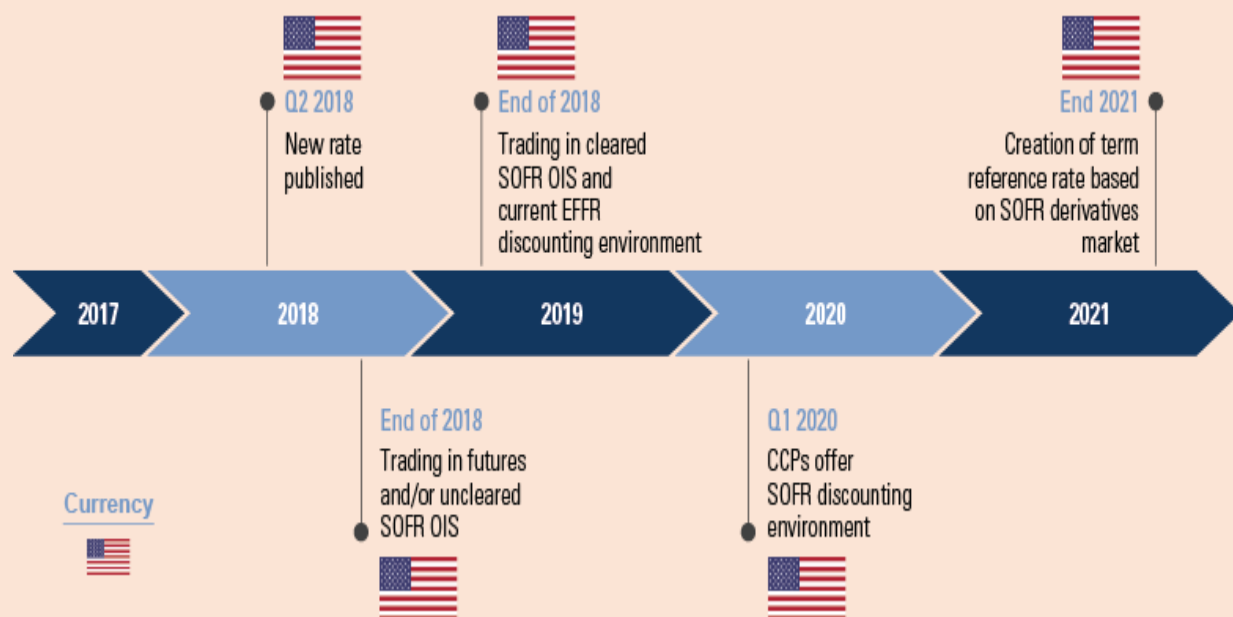 Q2 2018
New rate
published
End of 2018
Trading in cleared
SOFR OIS and
current EFFR
discounting environment
End 2021
Creation of term
reference rate based
on SOFR derivatives
market
2017
2018
2019
2020
2021
End of 2018
Trading in futures
and/or uncleared
SOFR OIS
Q1 2020
CCPs offer
SOFR discounting
environment
Currency